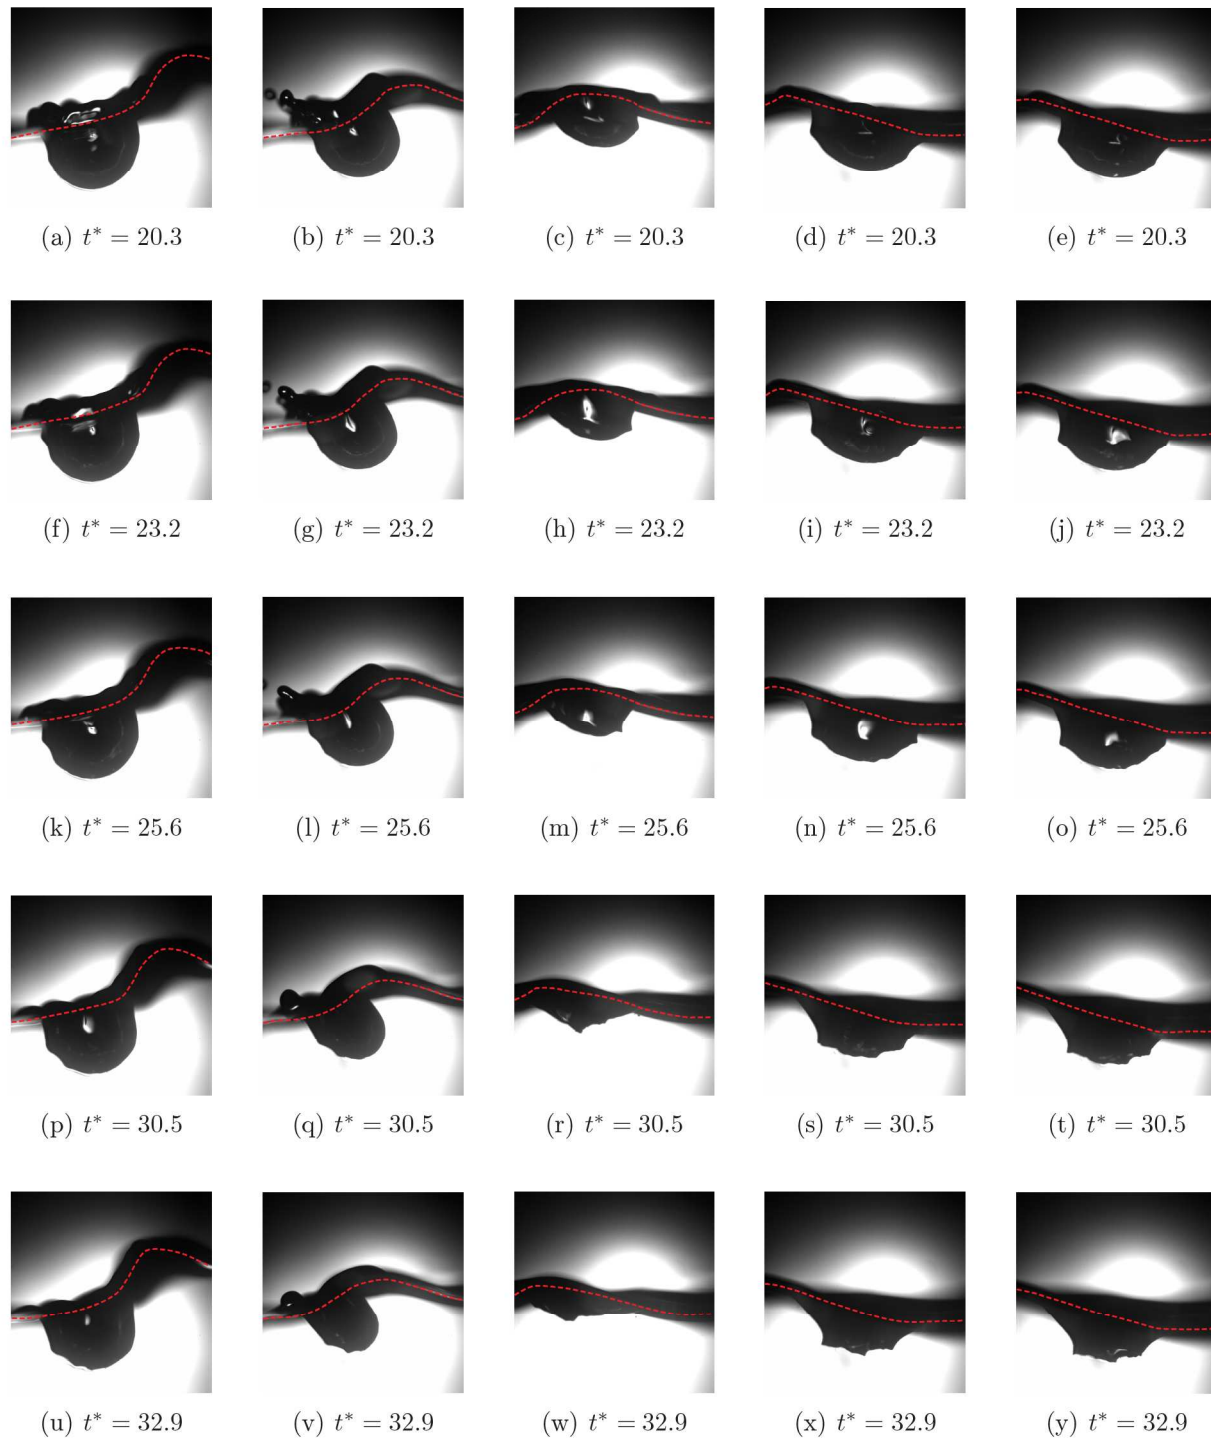 (a) t* = 20.3
(b) t* = 20.3
(c) t* = 20.3
(d) t* = 20.3
(e) t* = 20.3
(f) t* = 23.2
(g) t* = 23.2
(h) t* = 23.2
(i) t* = 23.2
(j) t* = 23.2
(k) t* = 25.6
(l) t* = 25.6
(m) t* = 25.6
(n) t* = 25.6
(o) t* = 25.6
(p) t* = 30.5
(q) t* = 30.5
(r) t* = 30.5
(s) t* = 30.5
(t) t* = 30.5
(u) t* = 32.9
(v) t* = 32.9
(w) t* = 32.9
(x) t* = 32.9
(y) t* = 32.9